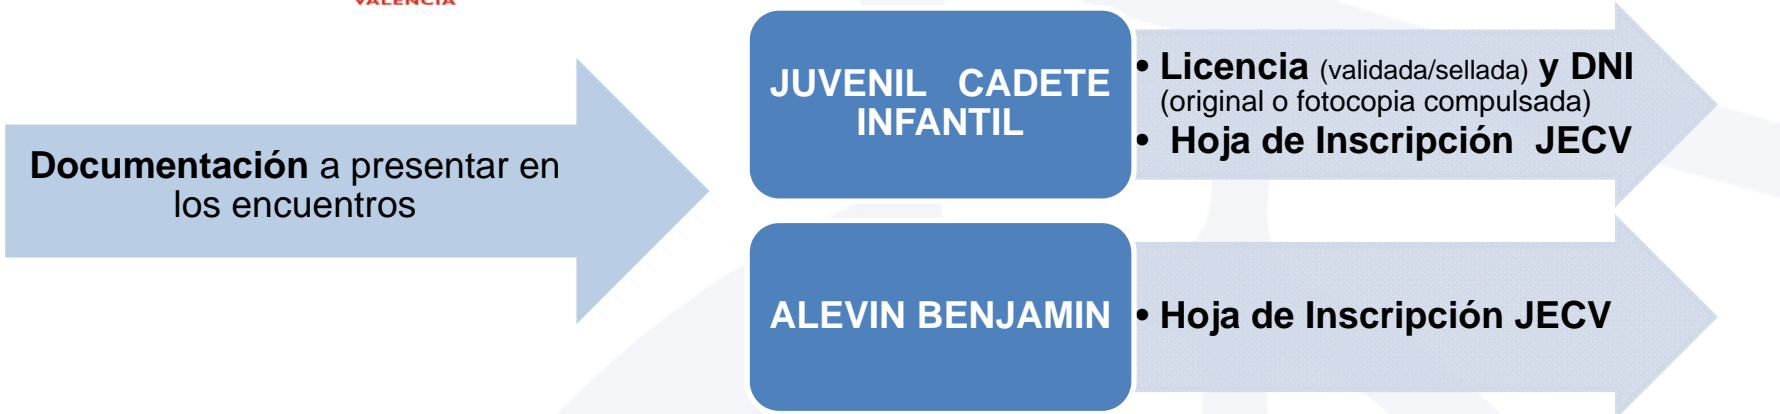 VALENCIA
Documentación a presentar en
los encuentros
JUVENIL CADETE
INFANTIL
• Licencia (validada/sellada) y DNI
(original o fotocopia compulsada)
• Hoja de Inscripción JECV
ALEVIN BENJAMIN
• Hoja de Inscripción JECV